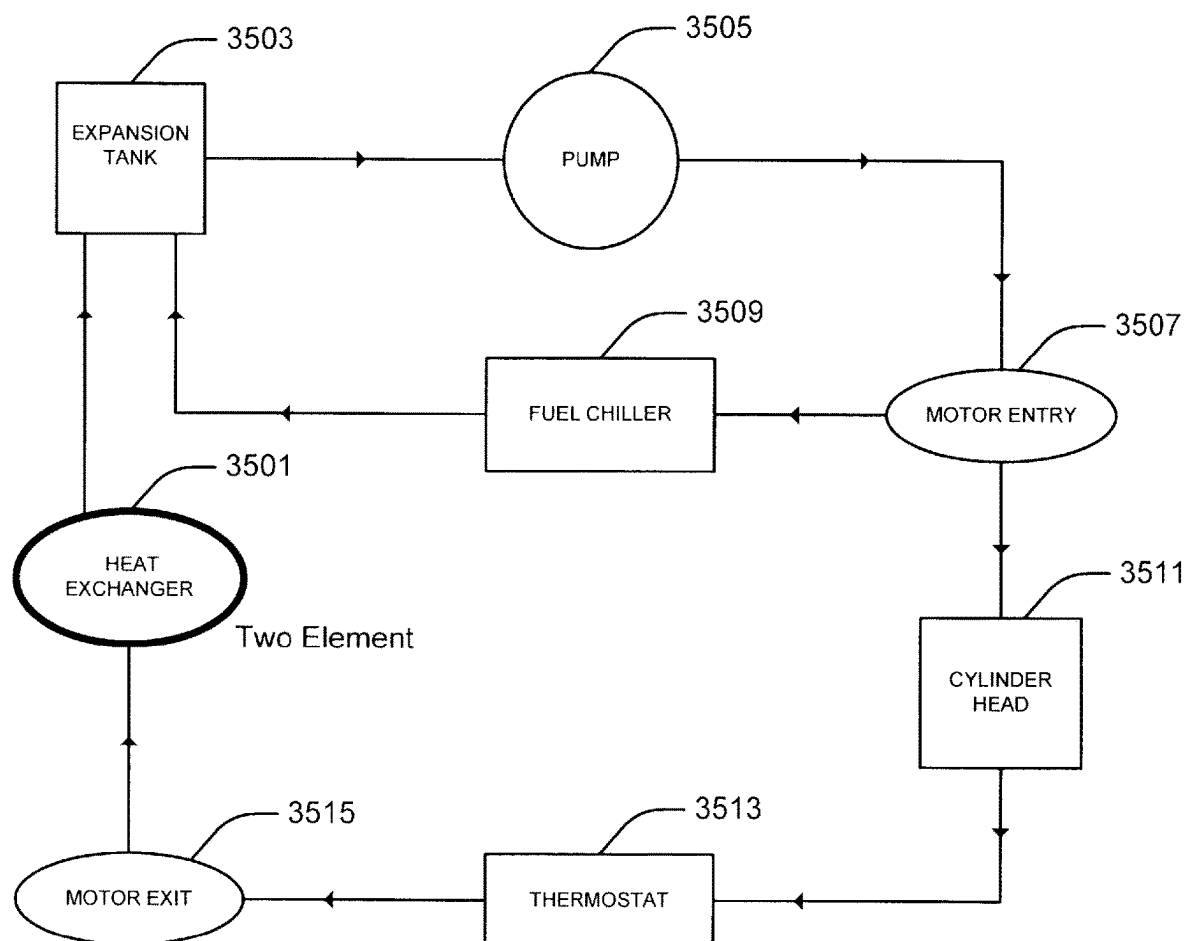 3503
EXPANSION
TANK
3505
PUMP
3509
FUEL CHILLER
3507
MOTOR ENTRY
3501
HEAT
EXCHANGER
Two Element
3511
CYLINDER
HEAD
3515
MOTOR EXIT
3513
THERMOSTAT